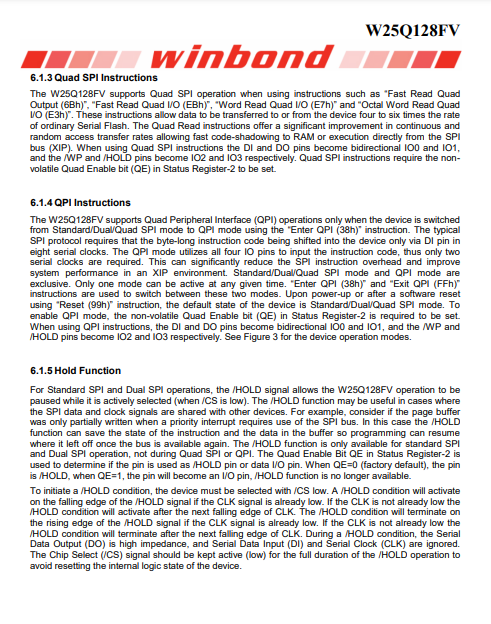 W25Q128FV
winbond
6.1.3 Quad SPI Instructions
The W25Q128FV supports Quad SPI operation when using instructions such as “Fast Read Quad
Output (6Bh)”, “Fast Read Quad I/O (EBh)”, “Word Read Quad I/O (E7h)” and “Octal Word Read Quad
I/O (E3h)”. These instructions allow data to be transferred to or from the device four to six times the rate
of ordinary Serial Flash. The Quad Read instructions offer a significant improvement in continuous and
random access transfer rates allowing fast code-shadowing to RAM or execution directly from the SPI
bus (XIP). When using Quad SPI instructions the DI and DO pins become bidirectional IO0 and IO1,
and the /WP and /HOLD pins become IO2 and IO3 respectively. Quad SPI instructions require the non-
volatile Quad Enable bit (QE) in Status Register-2 to be set.
6.1.4 QPI Instructions
The W25Q128FV supports Quad Peripheral Interface (QPI) operations only when the device is switched
from Standard/Dual/Quad SPI mode to QPI mode using the “Enter QPI (38h)” instruction. The typical
SPI protocol requires that the byte-long instruction code being shifted into the device only via DI pin in
eight serial clocks. The QPI mode utilizes all four IO pins to input the instruction code, thus only two
serial clocks are required. This can significantly reduce the SPI instruction overhead and improve
system performance in an XIP environment. Standard/Dual/Quad SPI mode and QPI mode are
exclusive. Only one mode can be active at any given time. “Enter QPI (38h)” and “Exit QPI (FFh)”
instructions are used to switch between these two modes. Upon power-up or after a software reset
using “Reset (99h)” instruction, the default state of the device is Standard/Dual/Quad SPI mode. To
enable QPI mode, the non-volatile Quad Enable bit (QE) in Status Register-2 is required to be set.
When using QPI instructions, the DI and DO pins become bidirectional IO0 and IO1, and the /WP and
/HOLD pins become IO2 and IO3 respectively. See Figure 3 for the device operation modes.
6.1.5 Hold Function
For Standard SPI and Dual SPI operations, the /HOLD signal allows the W25Q128FV operation to be
paused while it is actively selected (when /CS is low). The /HOLD function may be useful in cases where
the SPI data and clock signals are shared with other devices. For example, consider if the page buffer
was only partially written when a priority interrupt requires use of the SPI bus. In this case the /HOLD
function can save the state of the instruction and the data in the buffer so programming can resume
where it left off once the bus is available again. The /HOLD function is only available for standard SPI
and Dual SPI operation, not during Quad SPI or QPI. The Quad Enable Bit QE in Status Register-2 is
used to determine if the pin is used as /HOLD pin or data I/O pin. When QE=0 (factory default), the pin
is /HOLD, when QE=1, the pin will become an I/O pin, /HOLD function is no longer available.
To initiate a /HOLD condition, the device must be selected with /CS low. A /HOLD condition will activate
on the falling edge of the /HOLD signal if the CLK signal is already low. If the CLK is not already low the
/HOLD condition will activate after the next falling edge of CLK. The /HOLD condition will terminate on
the rising edge of the /HOLD signal if the CLK signal is already low. If the CLK is not already low the
/HOLD condition will terminate after the next falling edge of CLK. During a /HOLD condition, the Serial
Data Output (DO) is high impedance, and Serial Data Input (DI) and Serial Clock (CLK) are ignored.
The Chip Select (/CS) signal should be kept active (low) for the full duration of the /HOLD operation to
avoid resetting the internal logic state of the device.